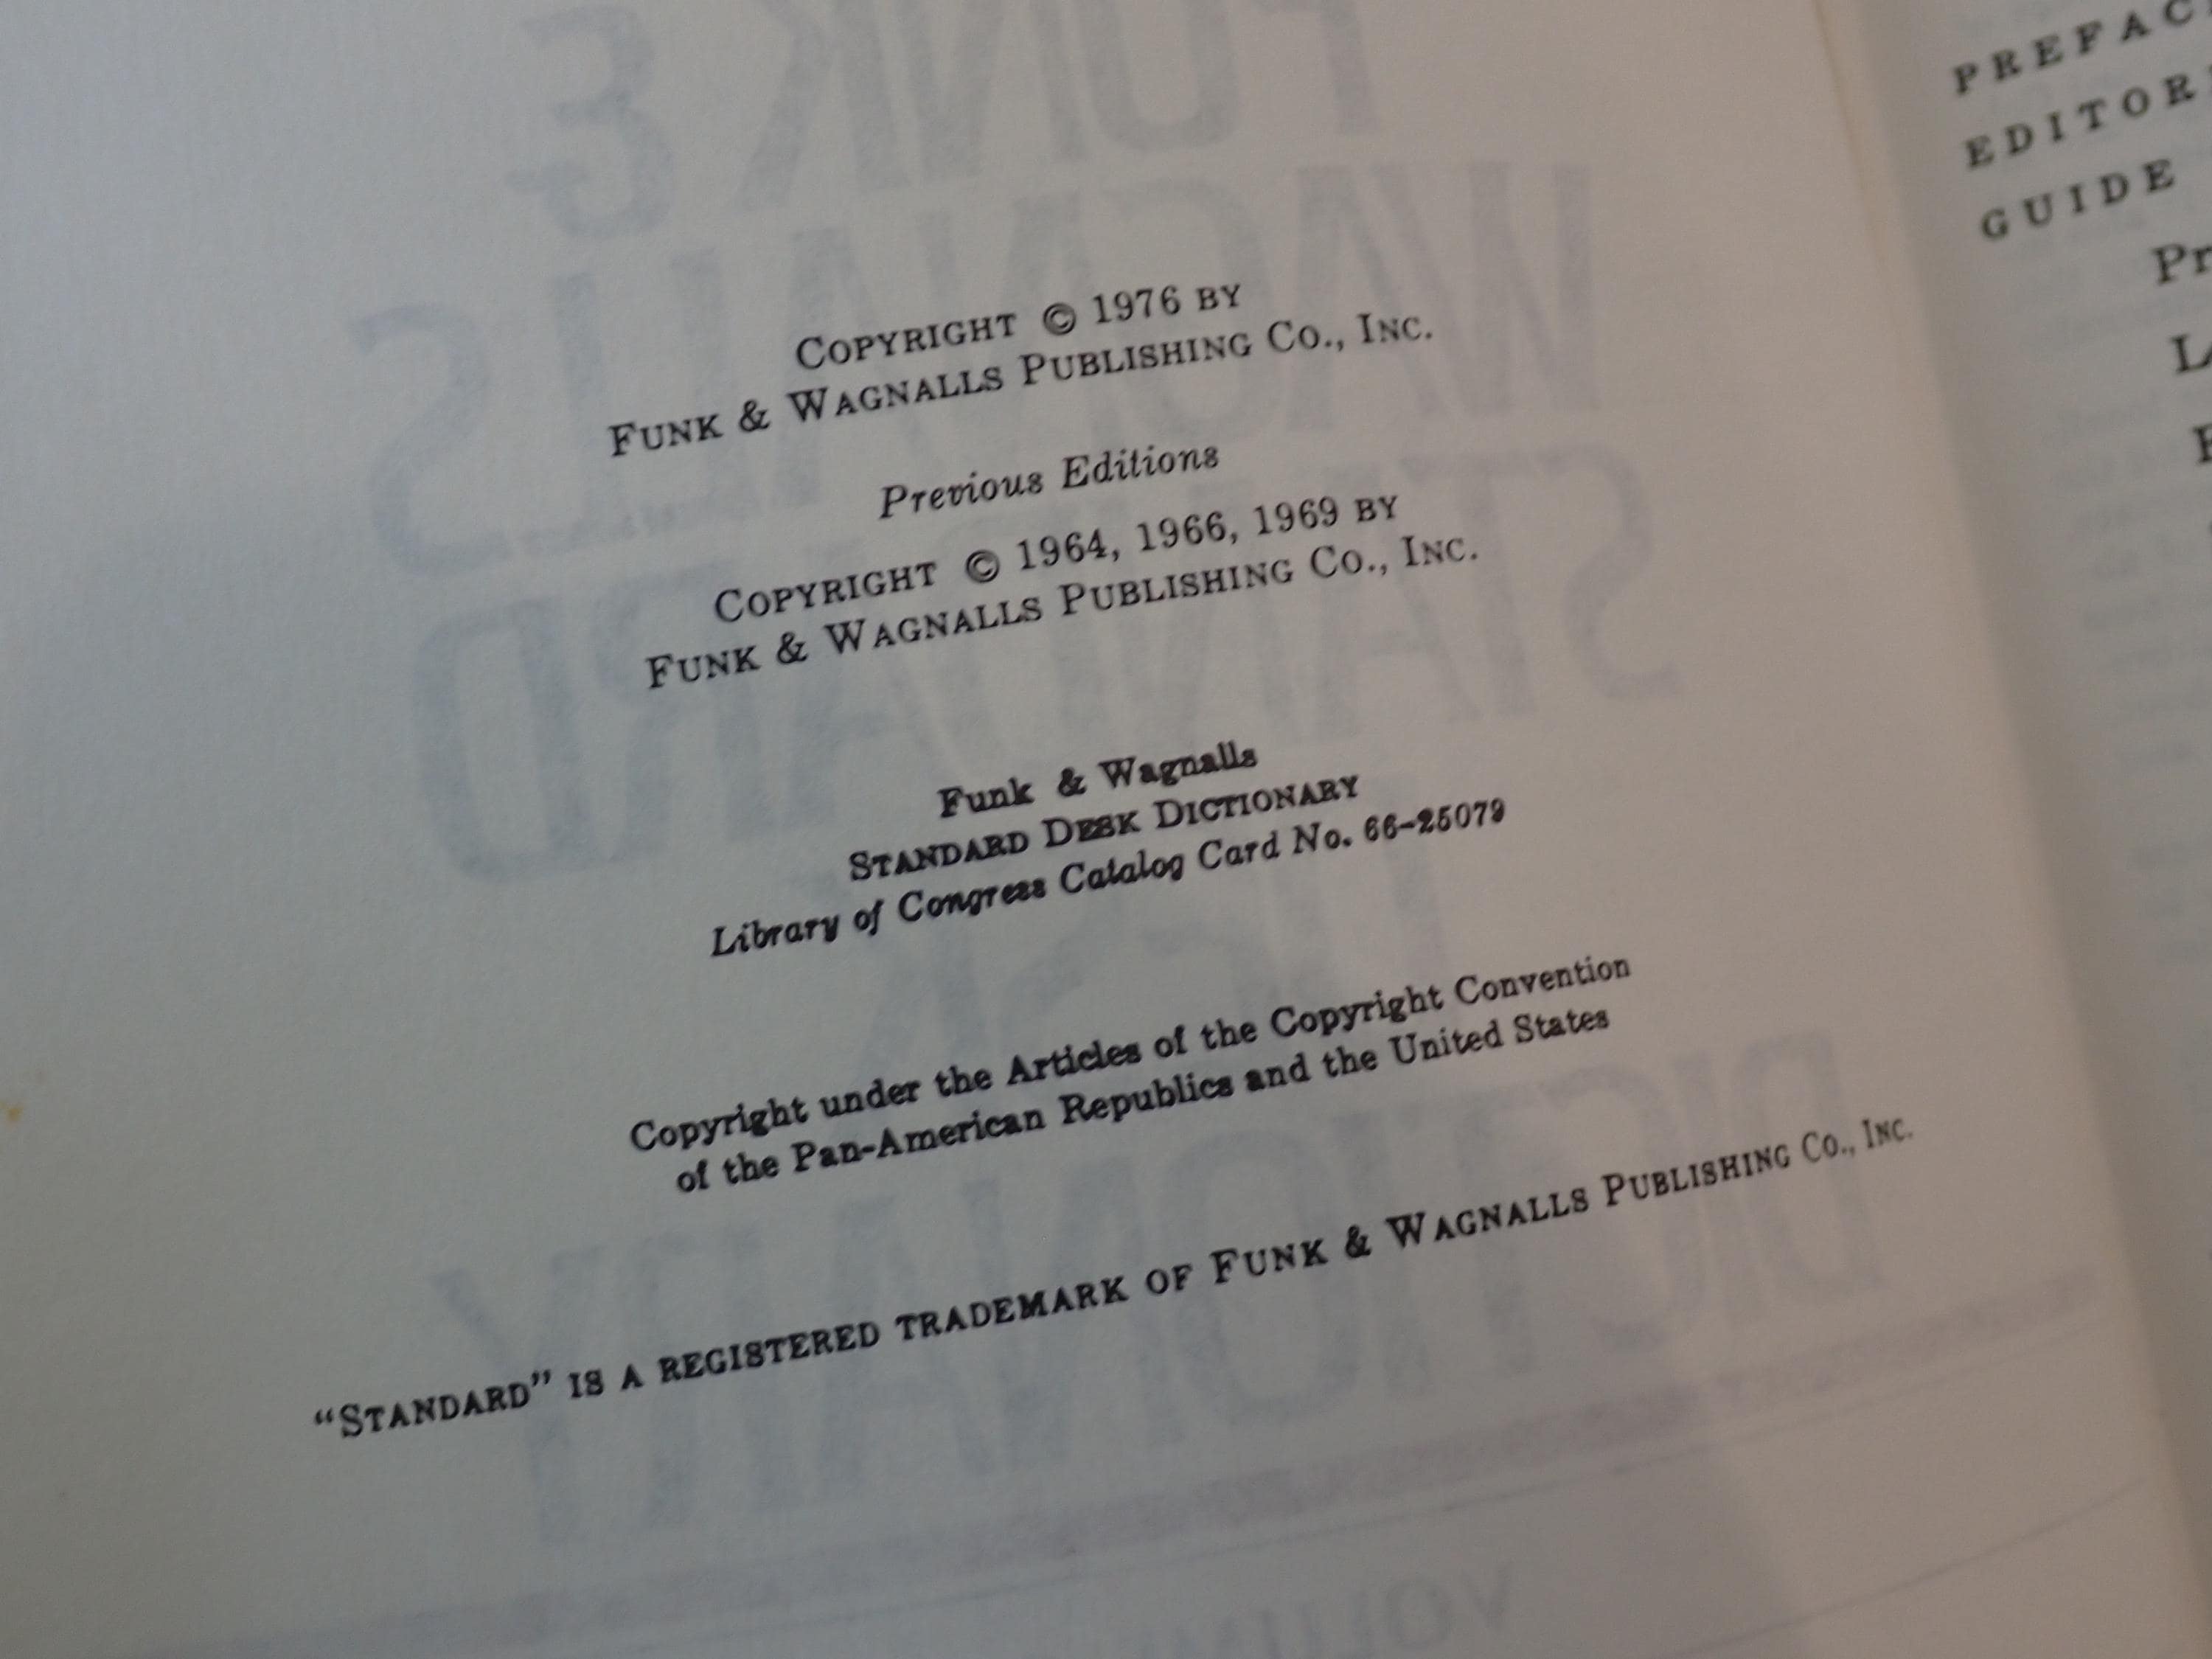 COPYRIGHT © 1976 BY
FUNK & WAGNALLS PUBLISHING CO., INC.
Previous Editions
COPYRIGHT © 1964, 1966, 1969 BY
FUNK & WAGNALLS PUBLISHING CO., INC.
Funk & Wagnalls
STANDARD DESK DICTIONARY
Library of Congress Catalog Card No. 66-25079
Copyright under the Articles of the Copyright Convention
of the Pan-American Republics and the United States
“STANDARD” IS A REGISTERED TRADEMARK OF FUNK & WAGNALLS PUBLISHING CO., INC.
GUIDE